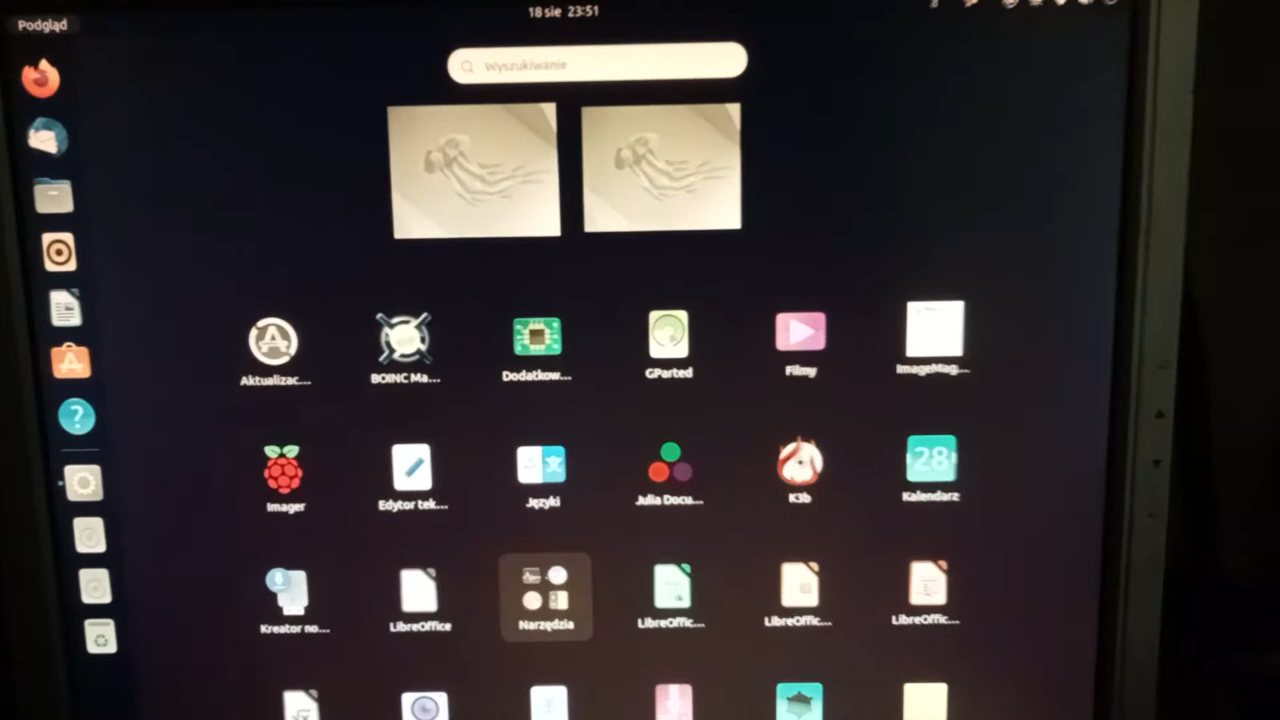 Podgląd
18 sie 23:51
Wyszukiwanie
Aktualizac...
BOINC Ma...
Dodatkow...
GParted
Filmy
ImageMag...
Imager
Edytor tek...
Języki
Julia Docu...
K3b
28
Kalendarz
Kreator no...
LibreOffice
Narzędzia
LibreOffic...
LibreOffic...
LibreOffic...